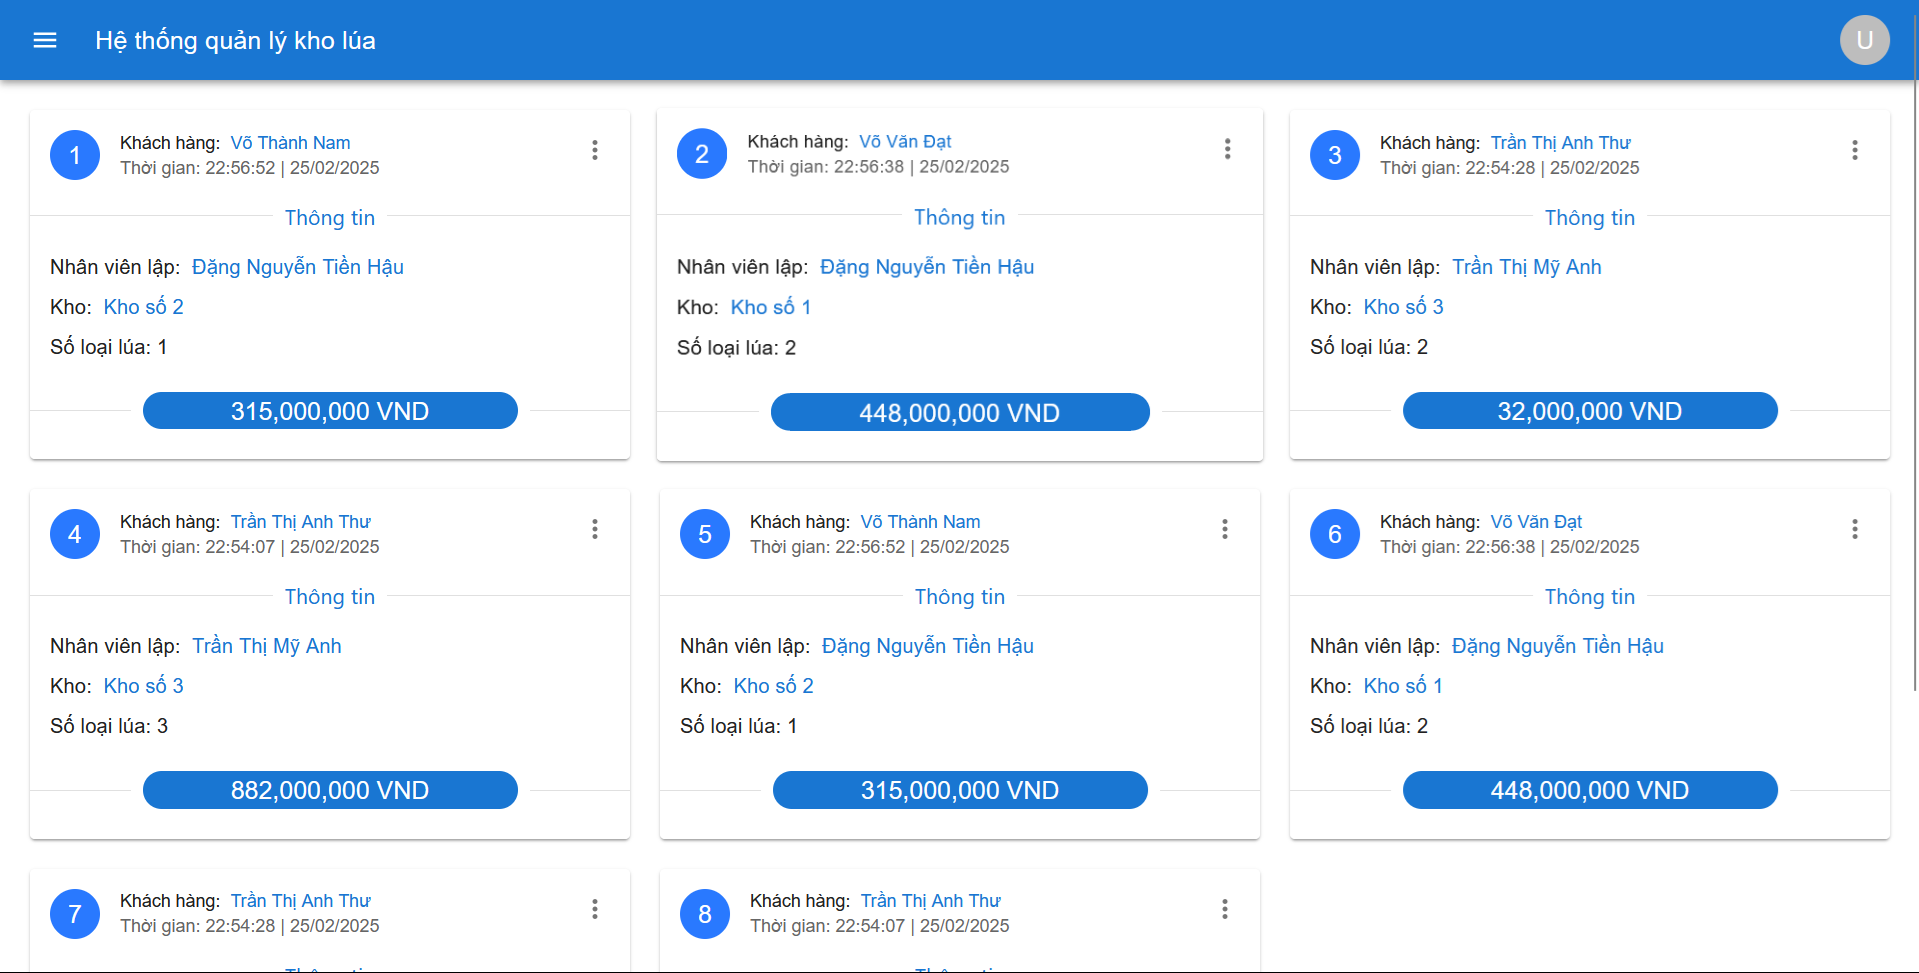 Hệ thống quản lý kho lúa
U
1
Khách hàng: Võ Thành Nam
Thời gian: 22:56:52 | 25/02/2025
Thông tin
Nhân viên lập: Đặng Nguyễn Tiền Hậu
Kho: Kho số 2
Số loại lúa: 1
315,000,000 VND
2
Khách hàng: Võ Văn Đạt
Thời gian: 22:56:38 | 25/02/2025
Thông tin
Nhân viên lập: Đặng Nguyễn Tiền Hậu
Kho: Kho số 1
Số loại lúa: 2
448,000,000 VND
3
Khách hàng: Trần Thị Anh Thư
Thời gian: 22:54:28 | 25/02/2025
Thông tin
Nhân viên lập: Trần Thị Mỹ Anh
Kho: Kho số 3
Số loại lúa: 2
32,000,000 VND
4
Khách hàng: Trần Thị Anh Thư
Thời gian: 22:54:07 | 25/02/2025
Thông tin
Nhân viên lập: Trần Thị Mỹ Anh
Kho: Kho số 3
Số loại lúa: 3
882,000,000 VND
5
Khách hàng: Võ Thành Nam
Thời gian: 22:56:52 | 25/02/2025
Thông tin
Nhân viên lập: Đặng Nguyễn Tiền Hậu
Kho: Kho số 2
Số loại lúa: 1
315,000,000 VND
6
Khách hàng: Võ Văn Đạt
Thời gian: 22:56:38 | 25/02/2025
Thông tin
Nhân viên lập: Đặng Nguyễn Tiền Hậu
Kho: Kho số 1
Số loại lúa: 2
448,000,000 VND
7
Khách hàng: Trần Thị Anh Thư
Thời gian: 22:54:28 | 25/02/2025
8
Khách hàng: Trần Thị Anh Thư
Thời gian: 22:54:07 | 25/02/2025